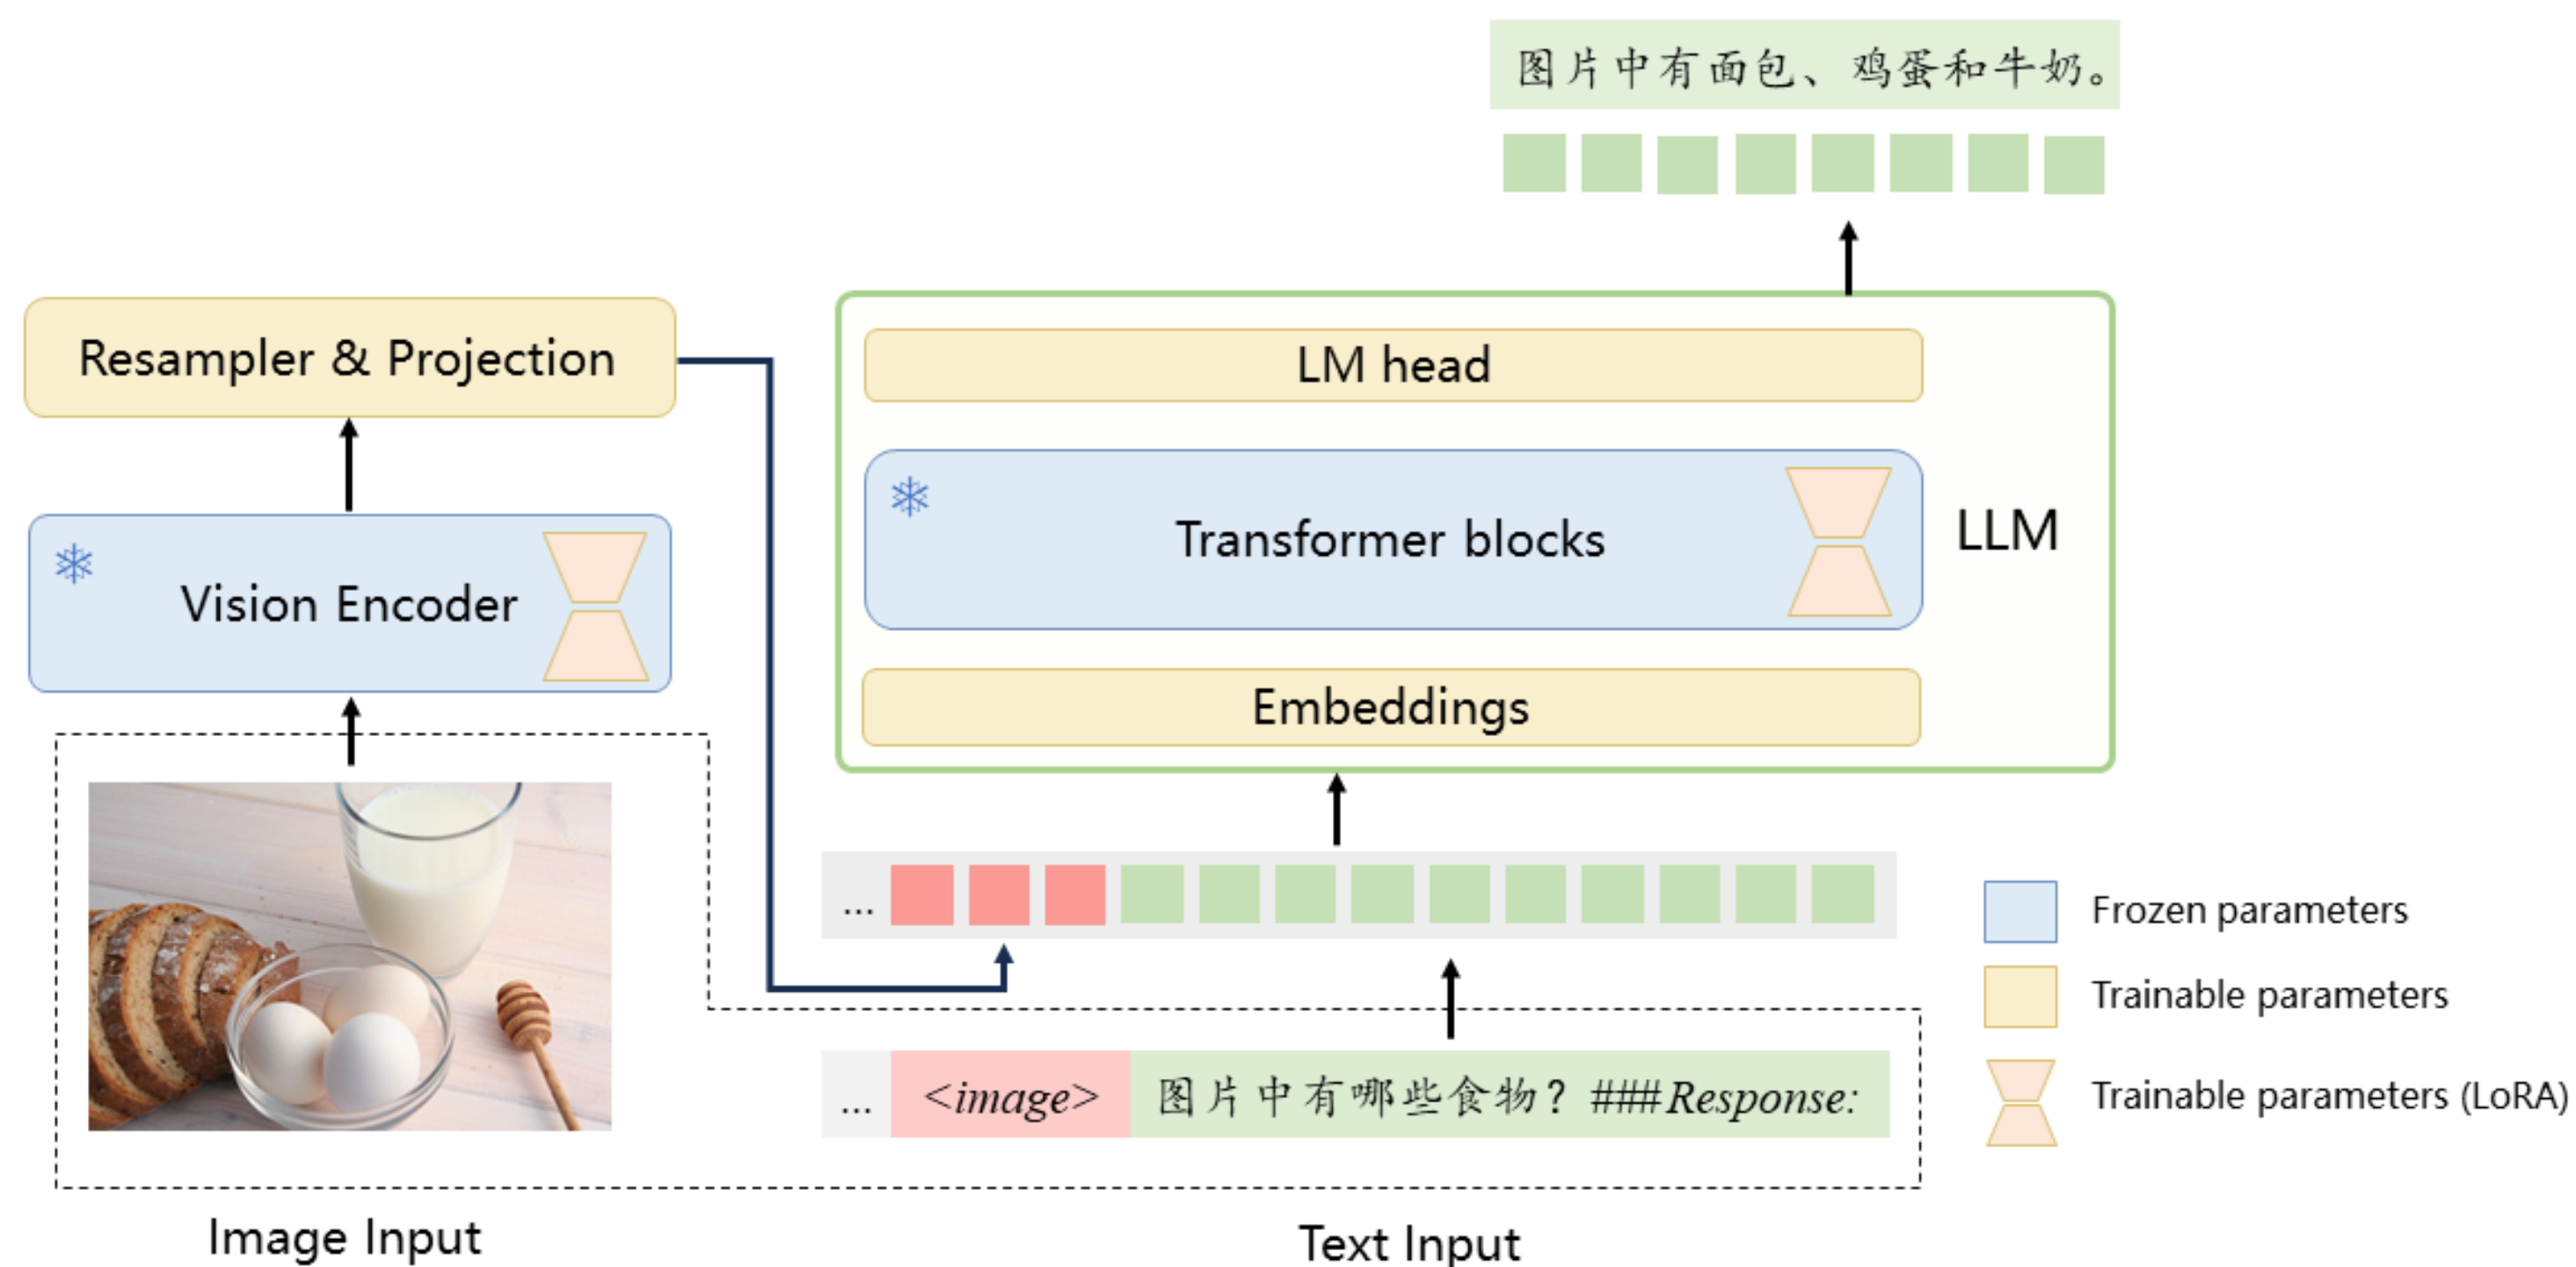 图片中有面包、鸡蛋和牛奶。
Resampler & Projection
Vision Encoder
LM head
Transformer blocks
LLM
Embeddings
...
... <image> 图片中有哪些食物？ ###Response:
Image Input
Text Input
Frozen parameters
Trainable parameters
Trainable parameters (LoRA)